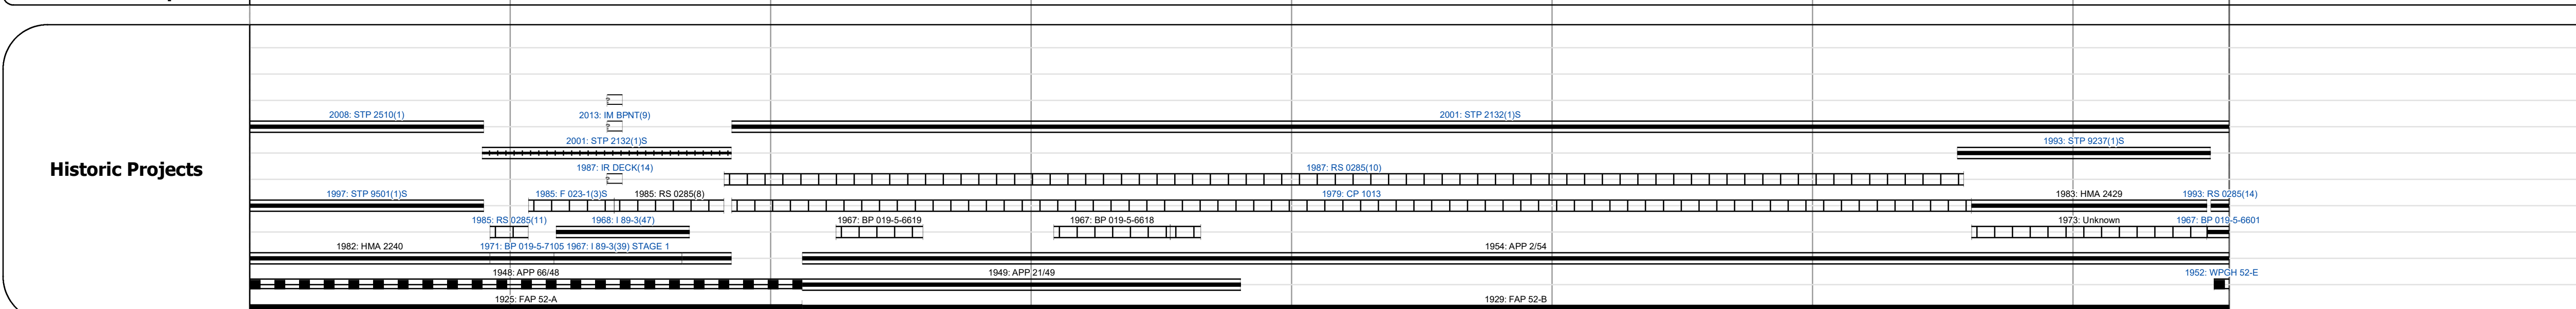 2008: STP 2510(1)
2013: IM BPNT(9)
2001: STP 2132(1)S
2001: STP 2132(1)S
1993: STP 9237(1)S
Historic Projects
1987: IR DECK(14)
1987: RS 0285(10)
1997: STP 9501(1)S
1985: F 023-1(3)S
1985: RS 0285(8)
1979: CP 1013
1983: HMA 2429
1993: RS 0285(14)
1985: RS 0285(11)
1968: I 89-3(47)
1967: BP 019-5-6619
1967: BP 019-5-6618
1973: Unknown
1967: BP 019-5-6601
1982: HMA 2240
1971: BP 019-5-7105
1967: I 89-3(39) STAGE 1
1954: APP 2/54
1948: APP 66/48
1949: APP 21/49
1952: WPGH 52-E
1925: FAP 52-A
1929: FAP 52-B